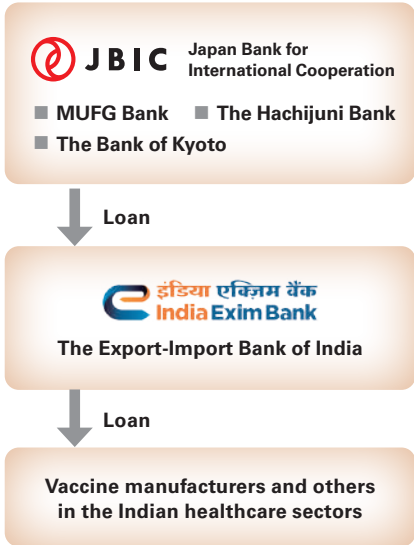 JBIC Japan Bank for
International Cooperation
MUFG Bank The Hachijuni Bank
The Bank of Kyoto
Loan
इंडिया एक्ज़िम बैंक
India Exim Bank
The Export-Import Bank of India
Loan
Vaccine manufacturers and others
in the Indian healthcare sectors